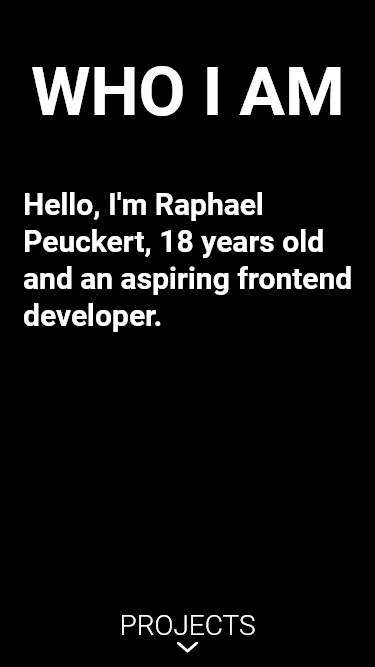 WHO I AM
Hello, I'm Raphael
Peuckert, 18 years old
and an aspiring frontend
developer.
PROJECTS